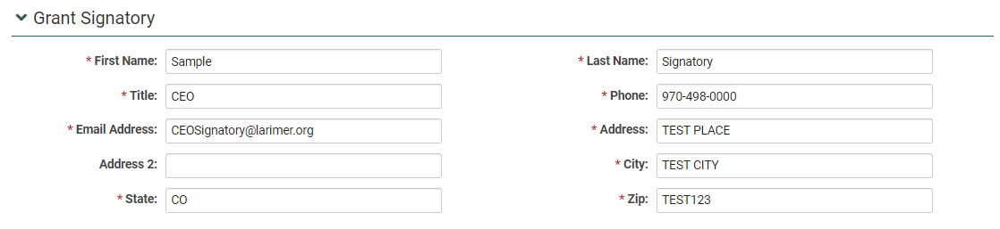 Grant Signatory
* First Name: Sample * Last Name: Signatory
* Title: CEO * Phone: 970-498-0000
* Email Address: CEOSignatory@larimer.org * Address: TEST PLACE
Address 2: * City: TEST CITY
* State: CO * Zip: TEST123